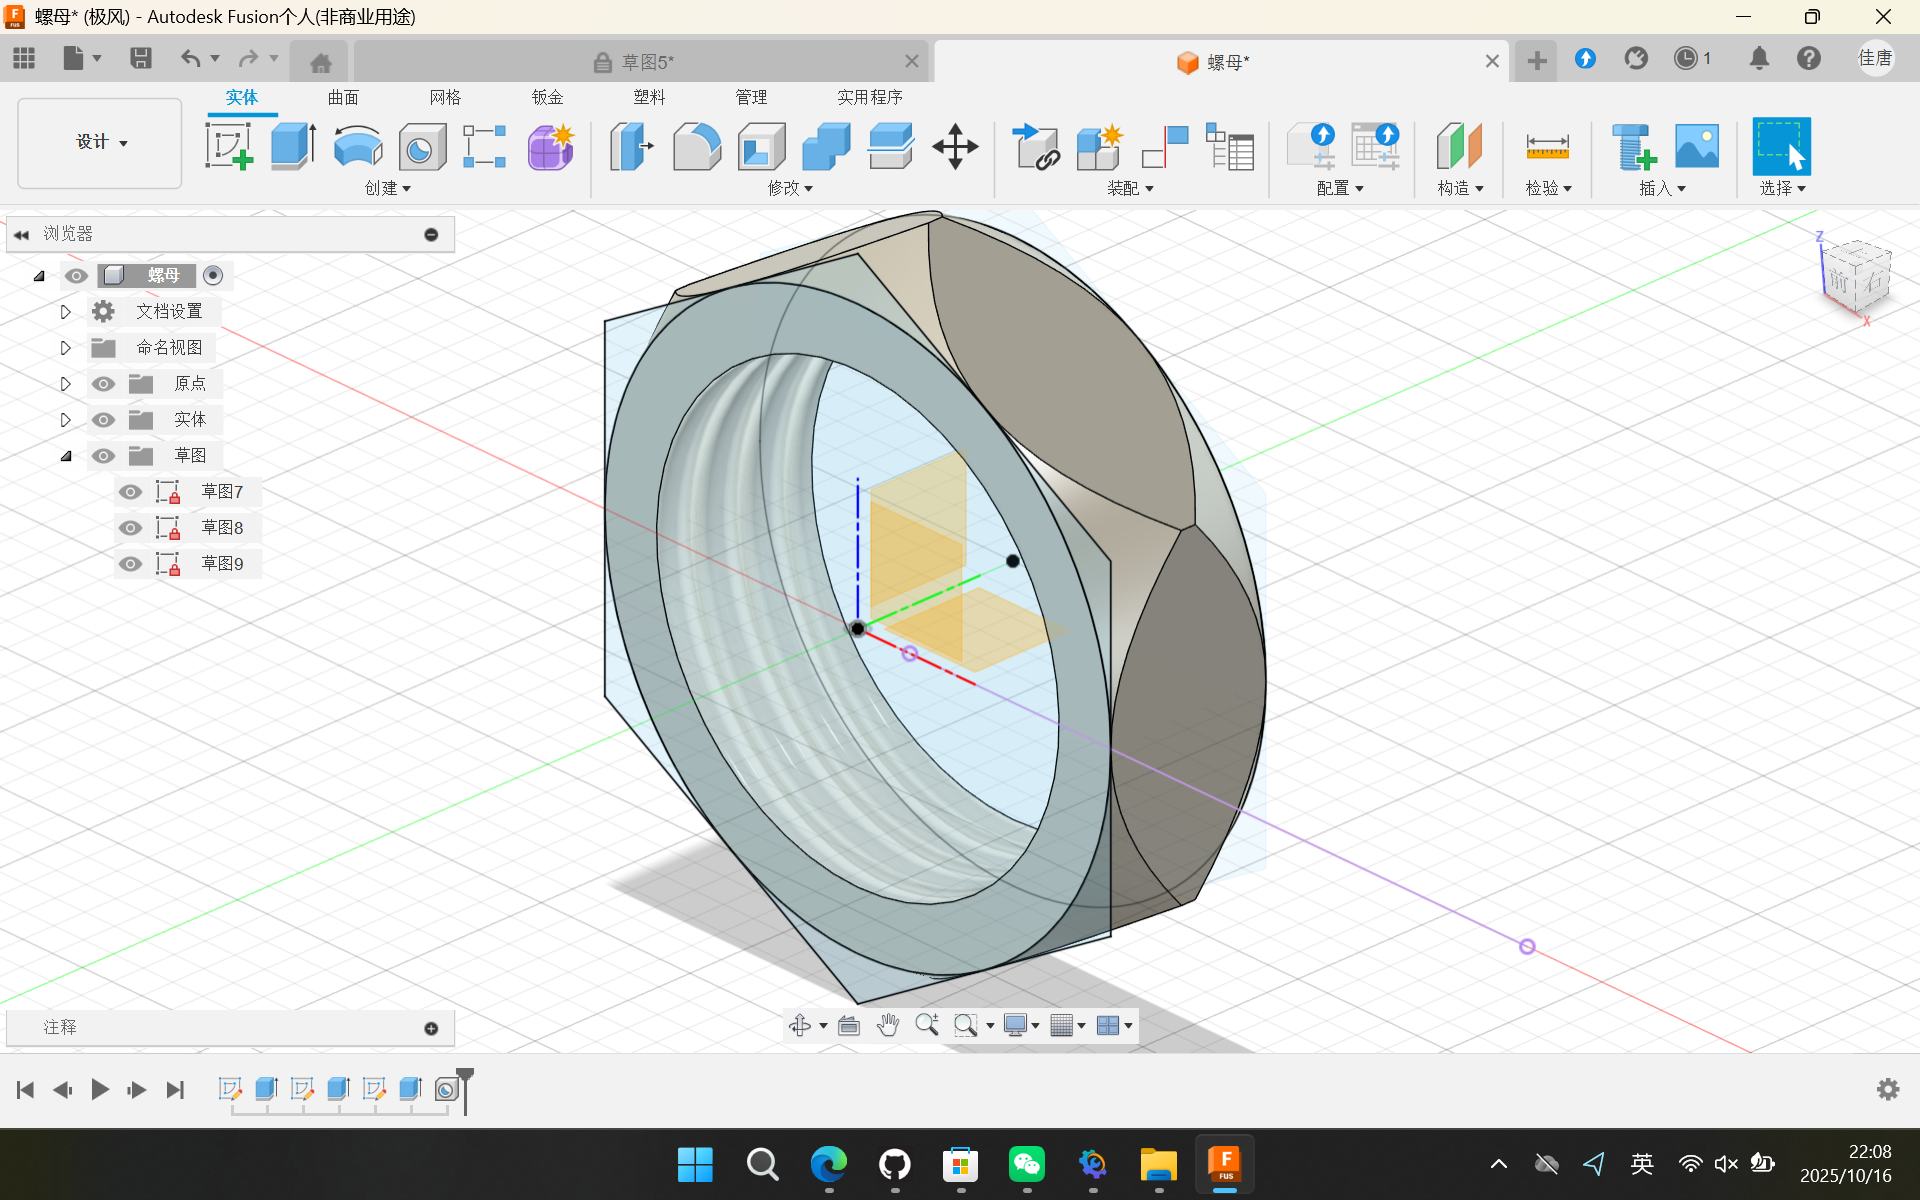 螺母* (极风) - Autodesk Fusion个人(非商业用途)
草图5*
螺母*
1
佳唐
设计
实体
曲面
网格
钣金
塑料
管理
实用程序
创建
修改
装配
配置
构造
检验
插入
选择
浏览器
螺母
文档设置
命名视图
原点
实体
草图
草图7
草图8
草图9
Z
前
右
X
注释
英
22:08
2025/10/16
F
FUS